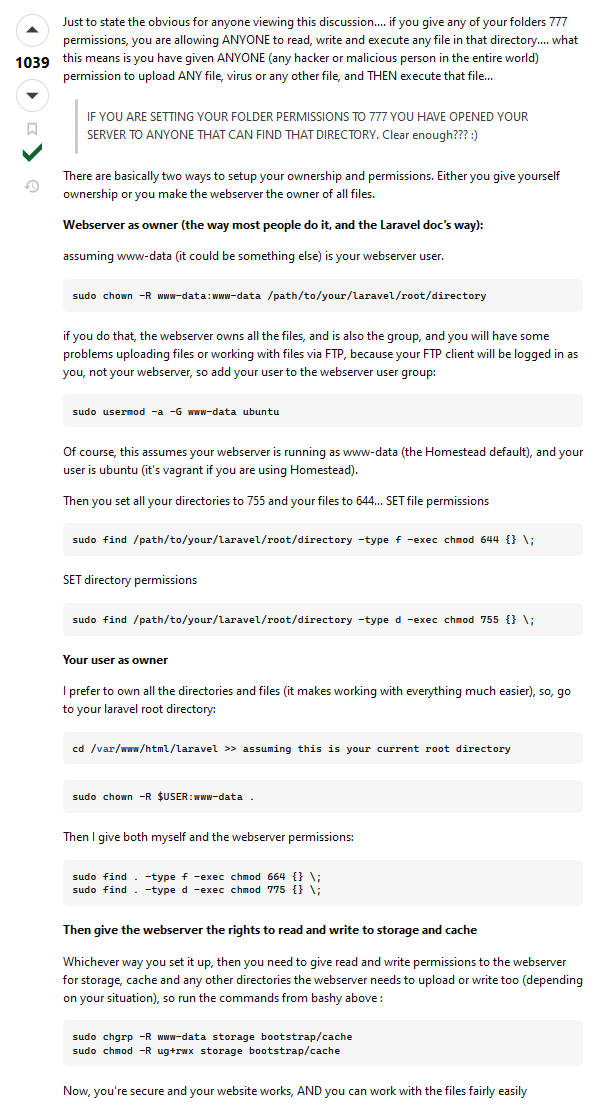 Just to state the obvious for anyone viewing this discussion.... if you give any of your folders 777
permissions, you are allowing ANYONE to read, write and execute any file in that directory.... what
this means is you have given ANYONE (any hacker or malicious person in the entire world)
permission to upload ANY file, virus or any other file, and THEN execute that file...
1039
IF YOU ARE SETTING YOUR FOLDER PERMISSIONS TO 777 YOU HAVE OPENED YOUR
SERVER TO ANYONE THAT CAN FIND THAT DIRECTORY. Clear enough??? :)
There are basically two ways to setup your ownership and permissions. Either you give yourself
ownership or you make the webserver the owner of all files.
Webserver as owner (the way most people do it, and the Laravel doc's way):
assuming www-data (it could be something else) is your webserver user.
sudo chown -R www-data:www-data /path/to/your/laravel/root/directory
if you do that, the webserver owns all the files, and is also the group, and you will have some
problems uploading files or working with files via FTP, because your FTP client will be logged in as
you, not your webserver, so add your user to the webserver user group:
sudo usermod -a -G www-data ubuntu
Of course, this assumes your webserver is running as www-data (the Homestead default), and your
user is ubuntu (it's vagrant if you are using Homestead).
Then you set all your directories to 755 and your files to 644... SET file permissions
sudo find /path/to/your/laravel/root/directory -type f -exec chmod 644 {} \;
SET directory permissions
sudo find /path/to/your/laravel/root/directory -type d -exec chmod 755 {} \;
Your user as owner
I prefer to own all the directories and files (it makes working with everything much easier), so, go
to your laravel root directory:
cd /var/www/html/laravel >> assuming this is your current root directory
sudo chown -R $USER:www-data .
Then I give both myself and the webserver permissions:
sudo find . -type f -exec chmod 664 {} \;
sudo find . -type d -exec chmod 775 {} \;
Then give the webserver the rights to read and write to storage and cache
Whichever way you set it up, then you need to give read and write permissions to the webserver
for storage, cache and any other directories the webserver needs to upload or write too (depending
on your situation), so run the commands from bashy above :
sudo chgrp -R www-data storage bootstrap/cache
sudo chmod -R ug+rwx storage bootstrap/cache
Now, you're secure and your website works, AND you can work with the files fairly easily